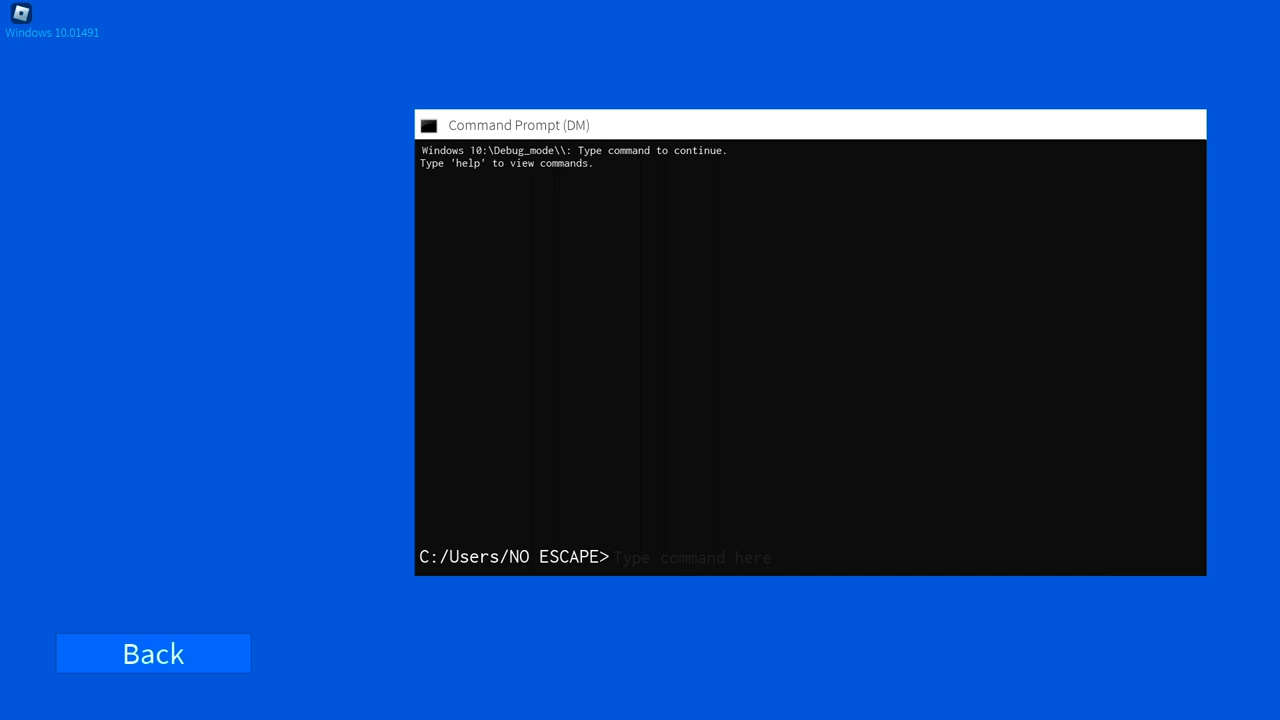 Windows 10.01491
Command Prompt (DM)
Windows 10:\Debug_mode\\: Type command to continue.
Type 'help' to view commands.
C:/Users/NO ESCAPE> Type command here
Back